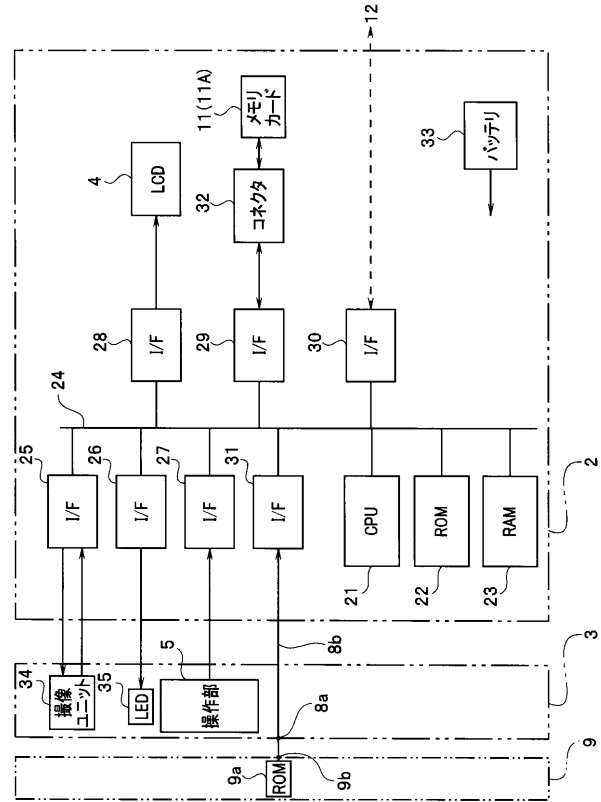 12
11(11A)
メモリ
カード
33
バッテリ
4
LCD
32
コネクタ
28
I/F
29
I/F
30
I/F
24
25
I/F
26
I/F
27
I/F
31
I/F
CPU
21
ROM
22
RAM
23
2
34
撮像
ユニット
35
LED
5
操作部
8b
8a
3
9a
ROM
9b
9